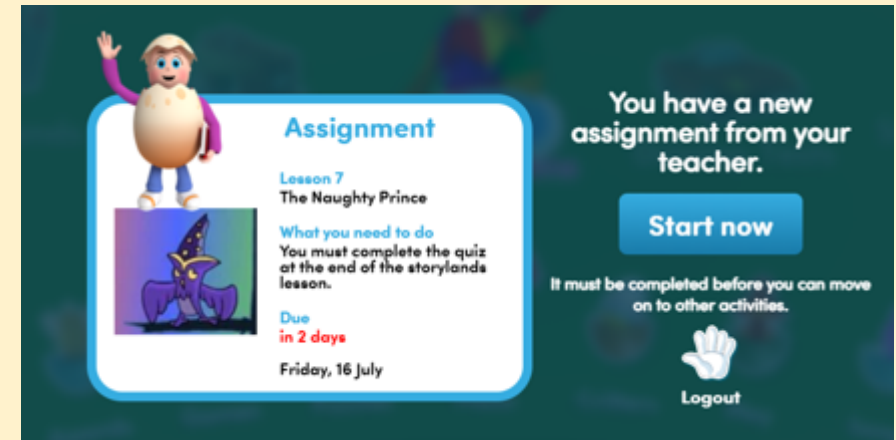 Assignment
Lesson 7
The Naughty Prince
What you need to do
You must complete the quiz
at the end of the storylands
lesson.
Due
in 2 days
Friday, 16 July
You have a new
assignment from your
teacher.
Start now
It must be completed before you can move
on to other activities.
Logout